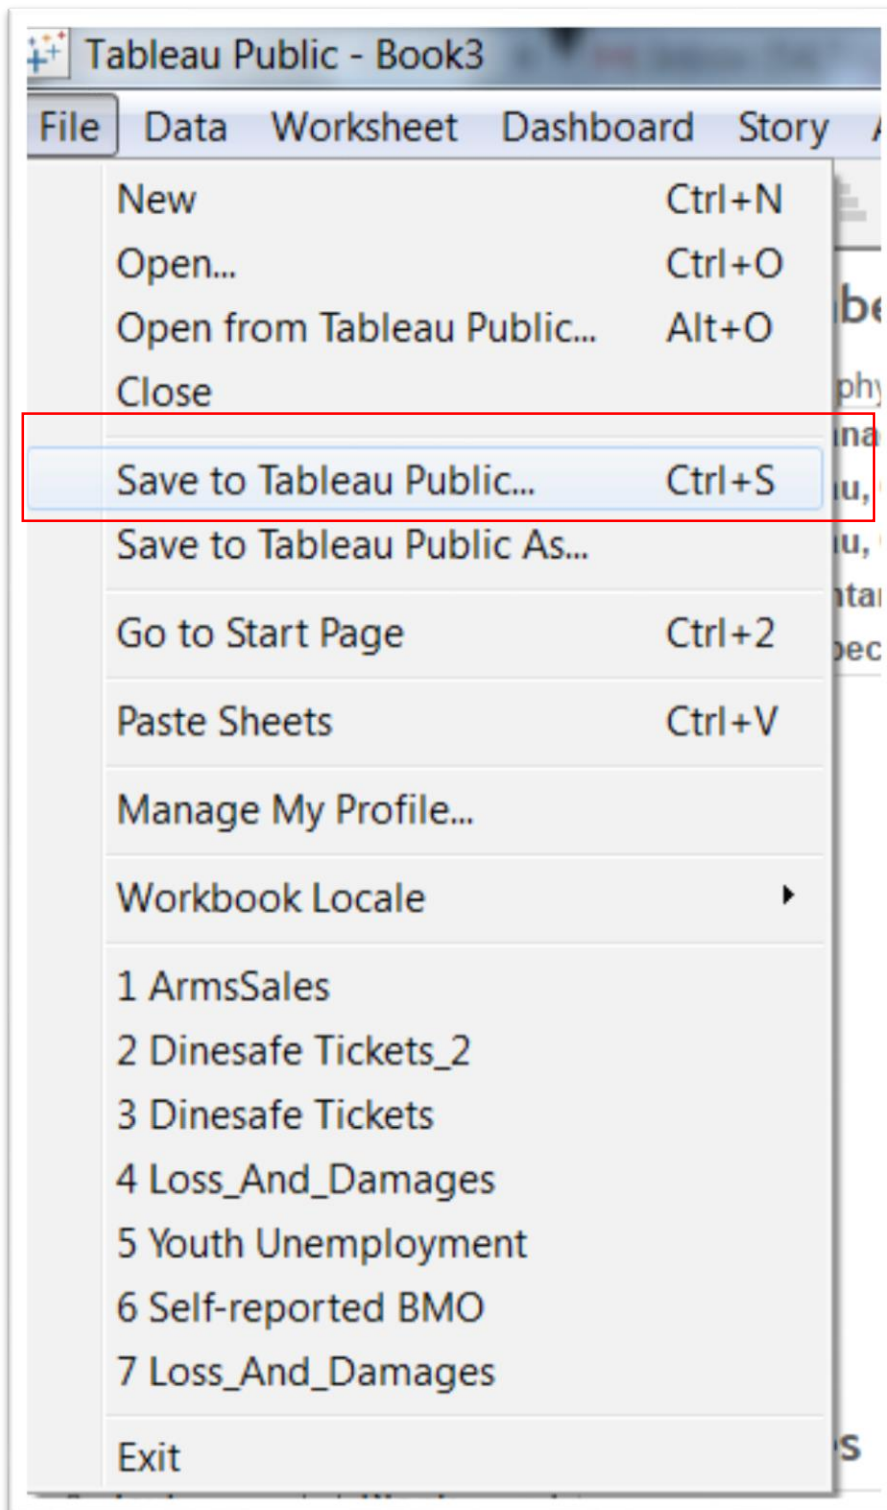 Tableau Public - Book3
File Data Worksheet Dashboard Story
New Ctrl+N
Open... Ctrl+O
Open from Tableau Public... Alt+O
Close
Save to Tableau Public... Ctrl+S
Save to Tableau Public As...
Go to Start Page Ctrl+2
Paste Sheets Ctrl+V
Manage My Profile...
Workbook Locale
1 ArmsSales
2 Dinesafe Tickets_2
3 Dinesafe Tickets
4 Loss_And_Damages
5 Youth Unemployment
6 Self-reported BMO
7 Loss_And_Damages
Exit